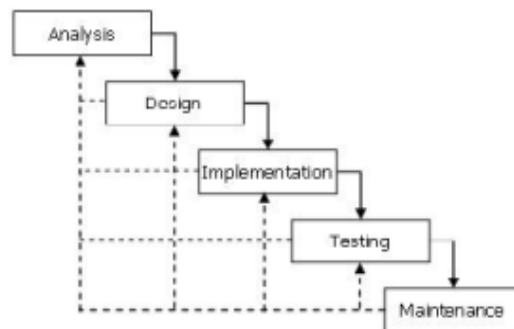 Analysis
Design
Implementation
Testing
Maintenance